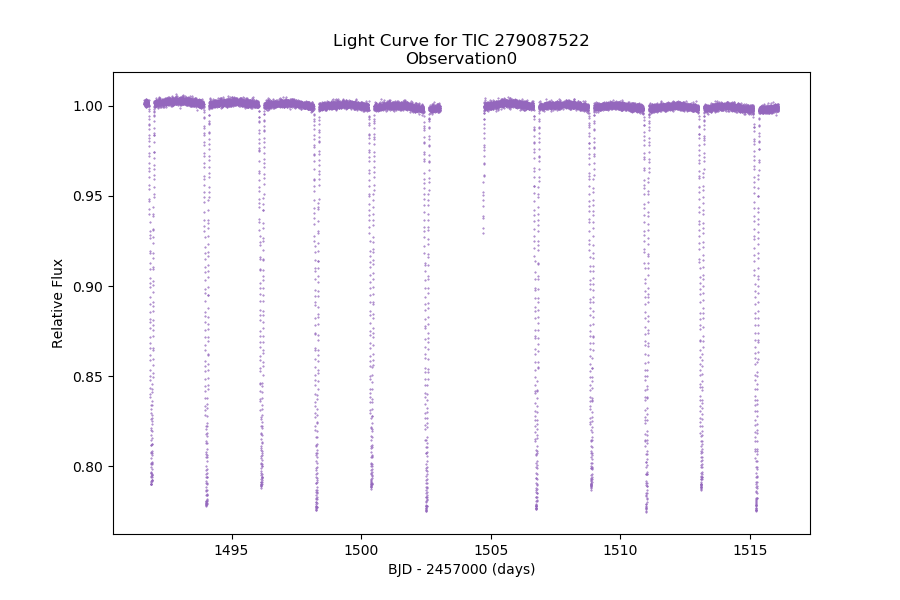 Light Curve for TIC 279087522
Observation0
1.00
0.95
0.90
0.85
0.80
Relative Flux
1495
1500
1505
1510
1515
BJD - 2457000 (days)